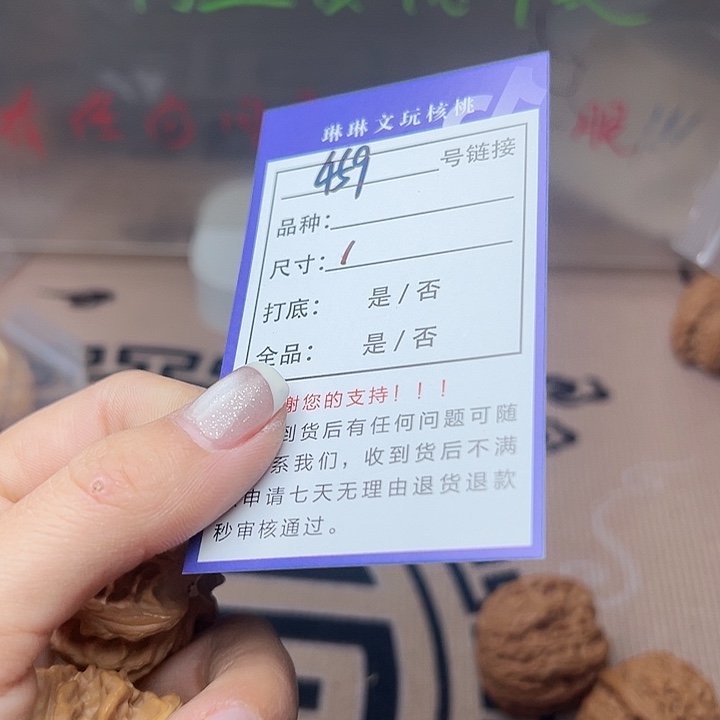 琳琳文玩核桃
459 号链接
品种：
尺寸：1
打底： 是/否
全品： 是/否
谢您的支持！！！
到货后有任何问题可随
系我们，收到货后不满
申请七天无理由退货退款
秒审核通过。